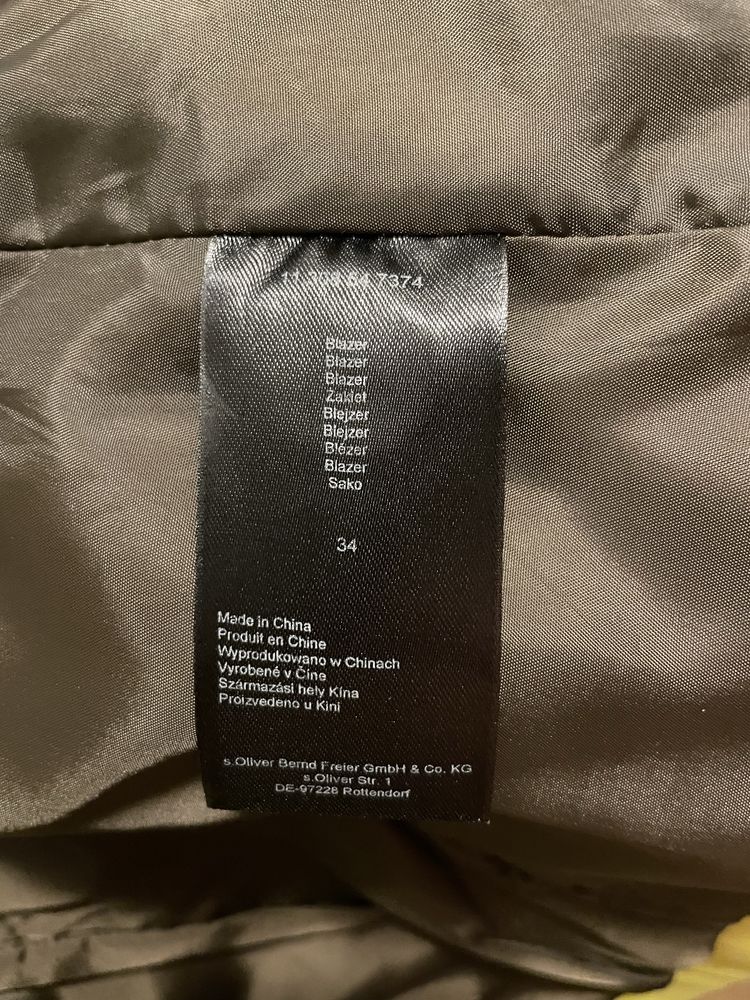 7374
Blazer
Blazer
Blazer
Żakiet
Blejzer
Blejzer
Blézer
Blazer
Sako
34
Made in China
Produit en Chine
Wyprodukowano w Chinach
Vyrobené v Číne
Származási hely Kína
Proizvedeno u Kini
s.Oliver Bernd Freier GmbH & Co. KG
s.Oliver Str. 1
DE-97228 Rottendorf